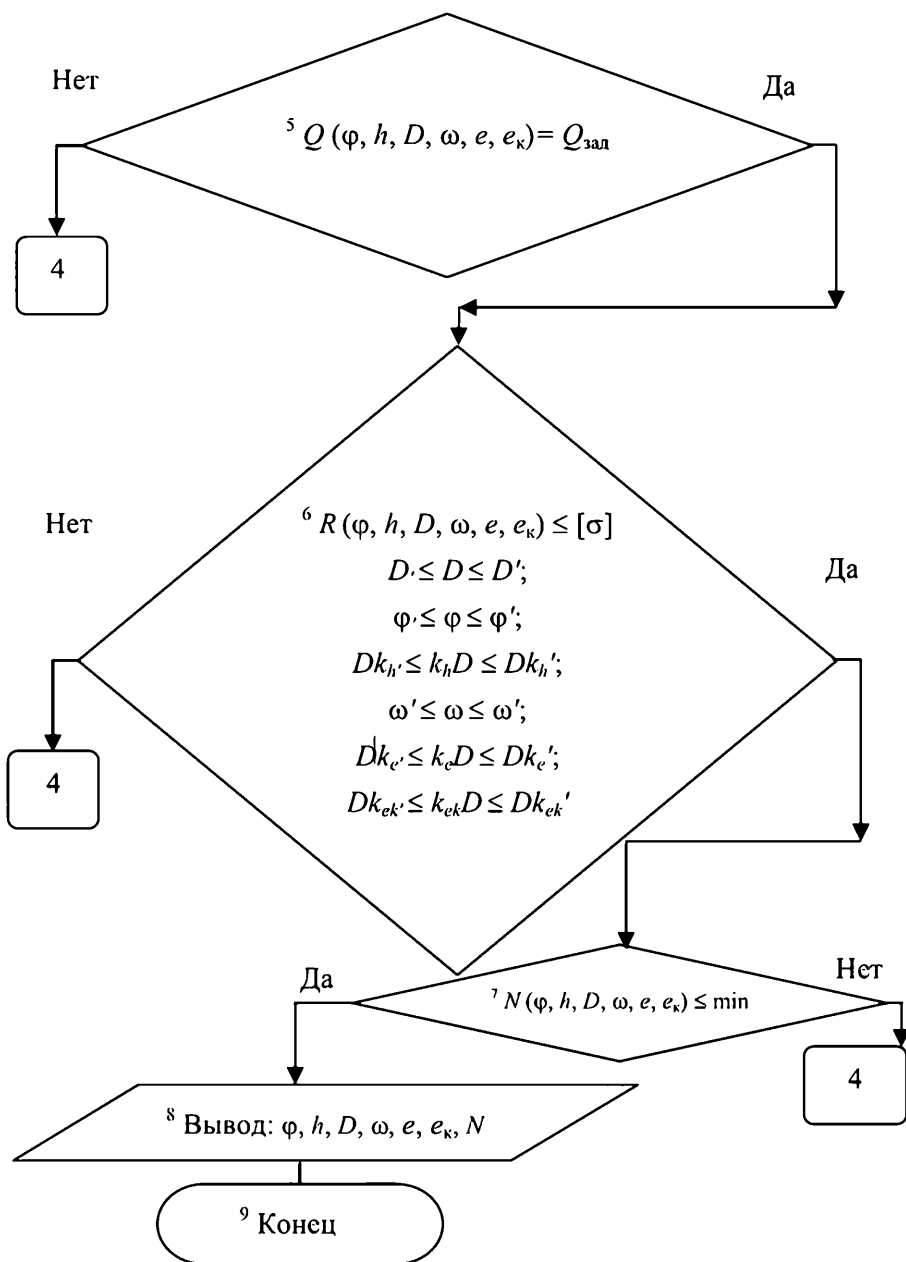 Нет
Да
⁵ Q (φ, h, D, ω, e, eк)= Qзад
4
Нет
⁶ R (φ, h, D, ω, e, eк) ≤ [σ]
Да
D‚ ≤ D ≤ D';
φ‚ ≤ φ ≤ φ';
Dkh' ≤ khD ≤ Dkh';
ω' ≤ ω ≤ ω';
Dke' ≤ keD ≤ Dke';
Dkek' ≤ kekD ≤ Dkek'
4
Да
Нет
⁷ N (φ, h, D, ω, e, eк) ≤ min
4
⁸ Вывод: φ, h, D, ω, e, eк, N
⁹ Конец